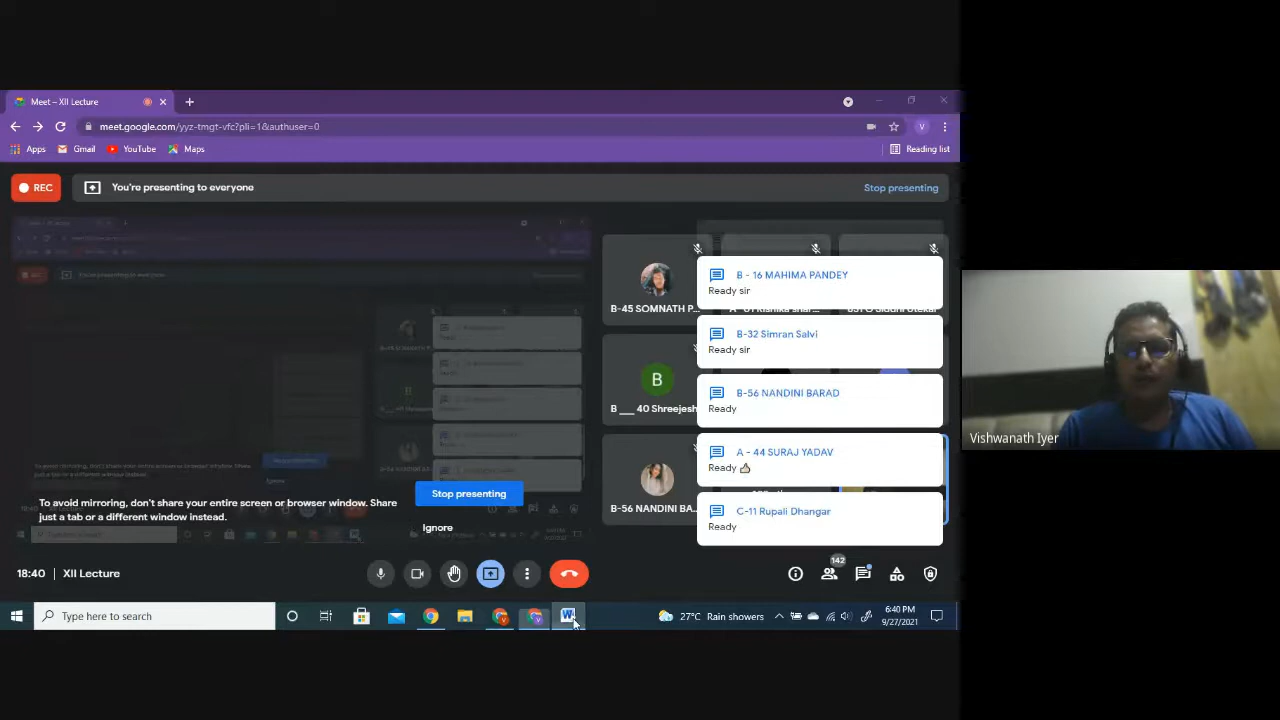 Meet – XII Lecture
meet.google.com/yyz-tmgt-vfc?pli=1&authuser=0
V
Apps Gmail YouTube Maps Reading list
REC You're presenting to everyone Stop presenting
B-45 SOMNATH P...
B - 16 MAHIMA PANDEY
Ready sir
B-32 Simran Salvi
Ready sir
B
B ___ 40 Shreejesh
B-56 NANDINI BARAD
Ready
A - 44 SURAJ YADAV
Ready 👍
B-56 NANDINI BA...
C-11 Rupali Dhangar
Ready
To avoid mirroring, don't share your entire screen or browser window. Share
just a tab or a different window instead.
Stop presenting
Ignore
18:40 | XII Lecture
142
Type here to search
27°C Rain showers
6:40 PM
9/27/2021
Vishwanath Iyer